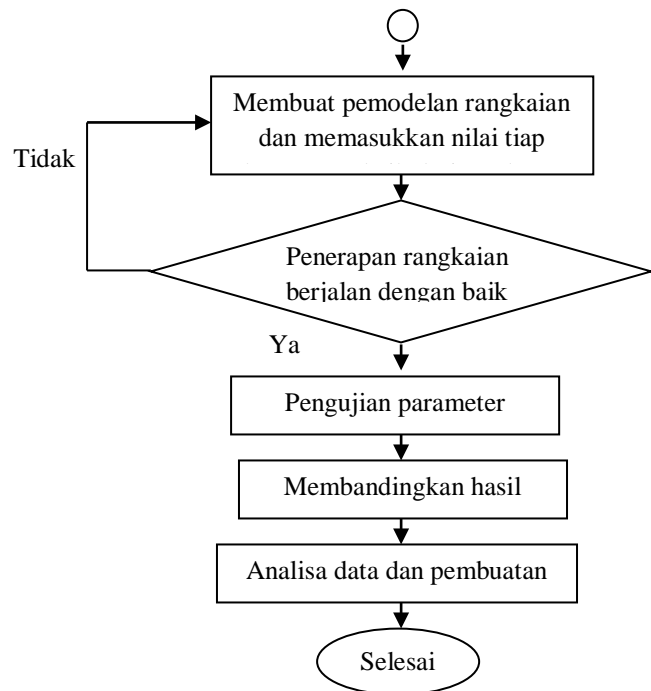 Membuat pemodelan rangkaian
dan memasukkan nilai tiap
Tidak
Penerapan rangkaian
berjalan dengan baik
Ya
Pengujian parameter
Membandingkan hasil
Analisa data dan pembuatan
Selesai